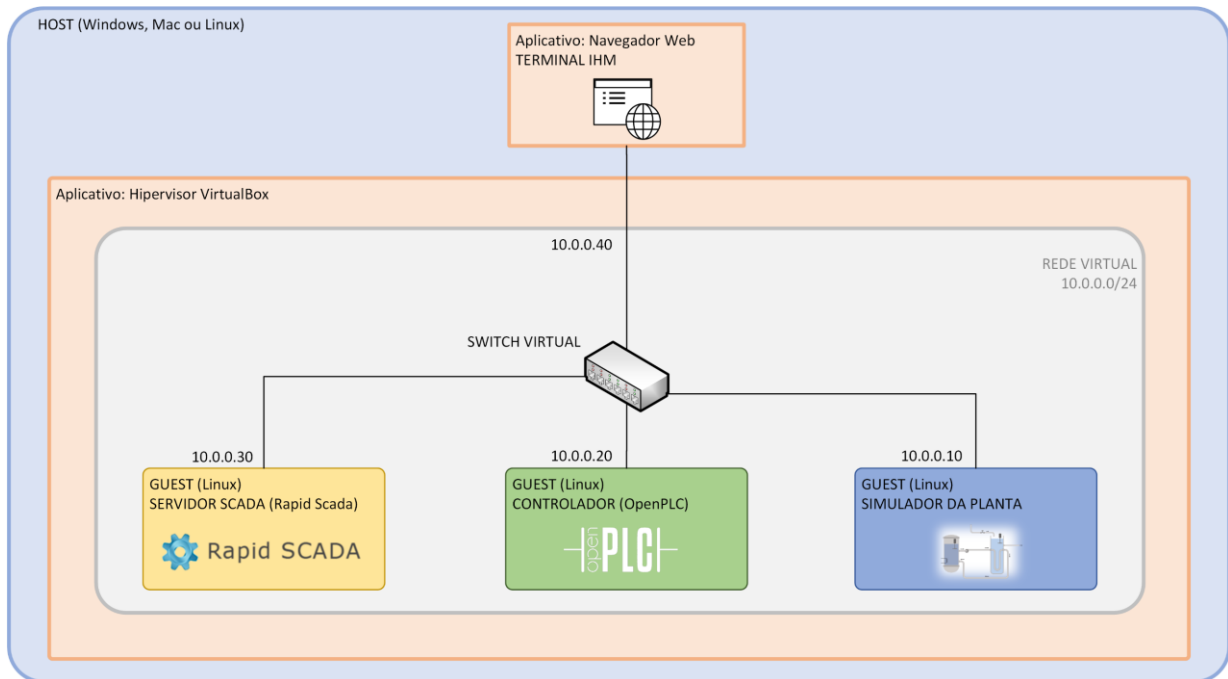 HOST (Windows, Mac ou Linux)
Aplicativo: Navegador Web
TERMINAL IHM
Aplicativo: Hipervisor VirtualBox
10.0.0.40
REDE VIRTUAL
10.0.0.0/24
SWITCH VIRTUAL
10.0.0.30
10.0.0.20
10.0.0.10
GUEST (Linux)
SERVIDOR SCADA (Rapid Scada)
Rapid SCADA
GUEST (Linux)
CONTROLADOR (OpenPLC)
open PLC
GUEST (Linux)
SIMULADOR DA PLANTA